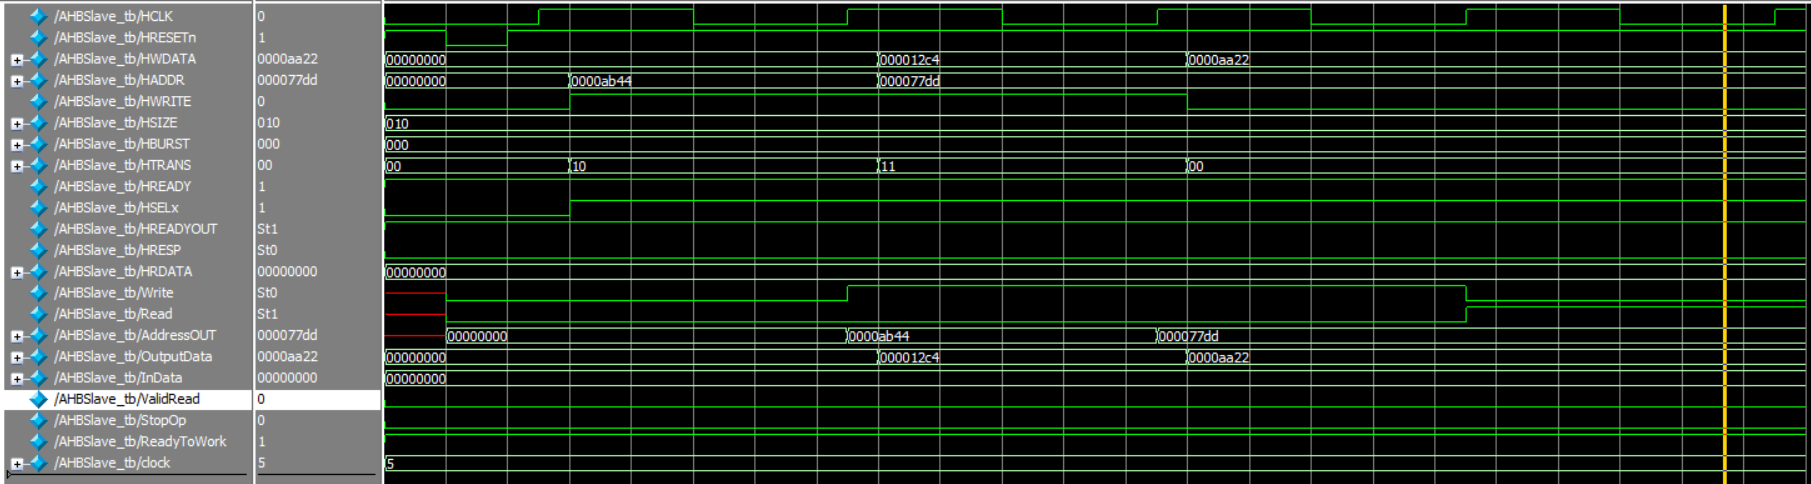 /AHBSlave_tb/HCLK 0
/AHBSlave_tb/HRESETn 1
/AHBSlave_tb/HWDATA 0000aa22 00000000 000012c4 0000aa22
/AHBSlave_tb/HADDR 000077dd 00000000 0000ab44 000077dd
/AHBSlave_tb/HWRITE 0
/AHBSlave_tb/HSIZE 010 010
/AHBSlave_tb/HBURST 000 000
/AHBSlave_tb/HTRANS 00 00 10 11 00
/AHBSlave_tb/HREADY 1
/AHBSlave_tb/HSELx 1
/AHBSlave_tb/HREADYOUT St1
/AHBSlave_tb/HRESP St0
/AHBSlave_tb/HRDATA 00000000 00000000
/AHBSlave_tb/Write St0
/AHBSlave_tb/Read St1
/AHBSlave_tb/AddressOUT 000077dd 00000000 0000ab44 000077dd
/AHBSlave_tb/OutputData 0000aa22 00000000 000012c4 0000aa22
/AHBSlave_tb/InData 00000000 00000000
/AHBSlave_tb/ValidRead 0
/AHBSlave_tb/StopOp 0
/AHBSlave_tb/ReadyToWork 1
/AHBSlave_tb/clock 5 5